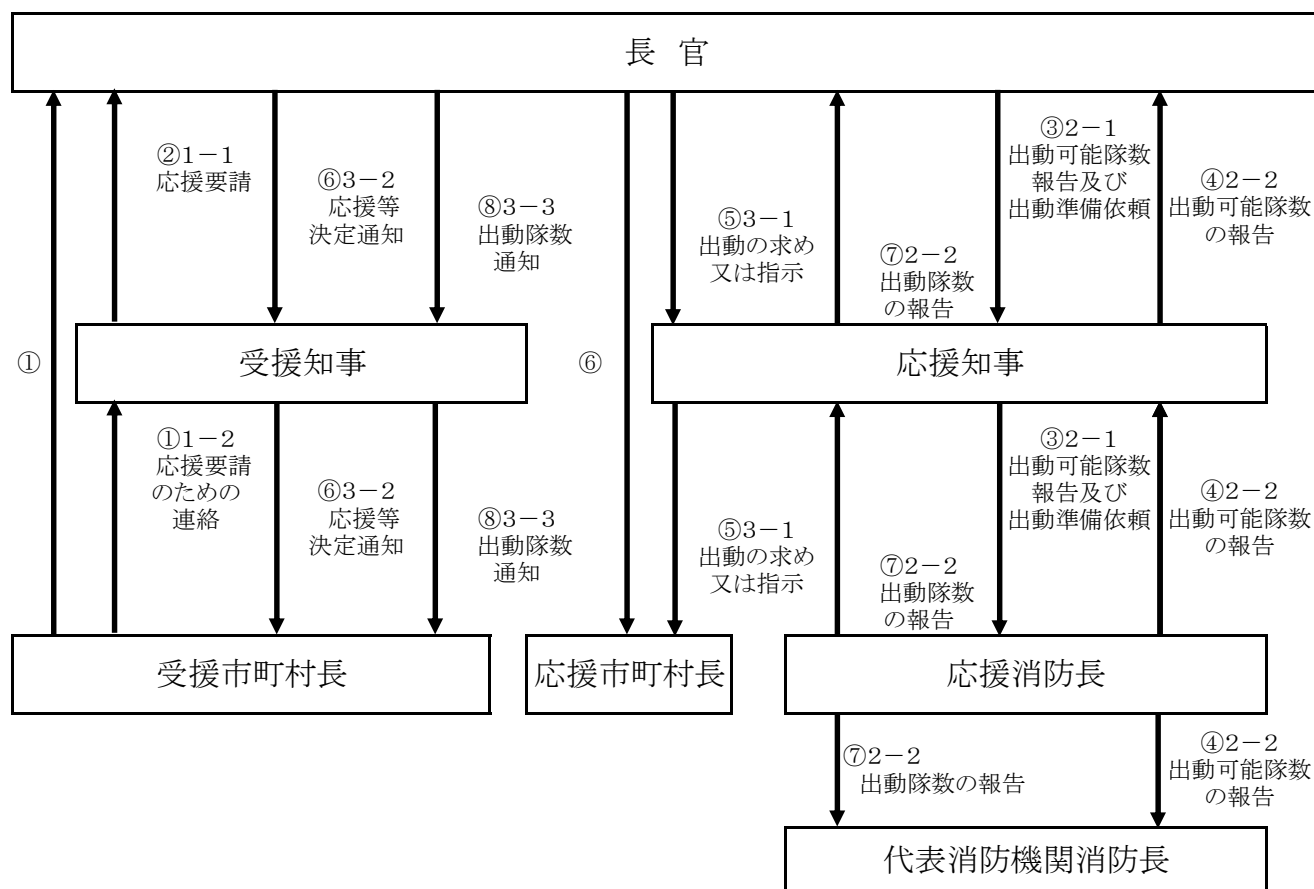 長 官
②1-1
応援要請
⑥3-2
応援等
決定通知
⑧3-3
出動隊数
通知
⑤3-1
出動の求め
又は指示
⑦2-2
出動隊数
の報告
③2-1
出動可能隊数
報告及び
出動準備依頼
④2-2
出動可能隊数
の報告
①
受援知事
⑥
応援知事
①1-2
応援要請
のための
連絡
⑥3-2
応援等
決定通知
⑧3-3
出動隊数
通知
⑤3-1
出動の求め
又は指示
⑦2-2
出動隊数
の報告
③2-1
出動可能隊数
報告及び
出動準備依頼
④2-2
出動可能隊数
の報告
受援市町村長
応援市町村長
応援消防長
⑦2-2
出動隊数の報告
④2-2
出動可能隊数
の報告
代表消防機関消防長